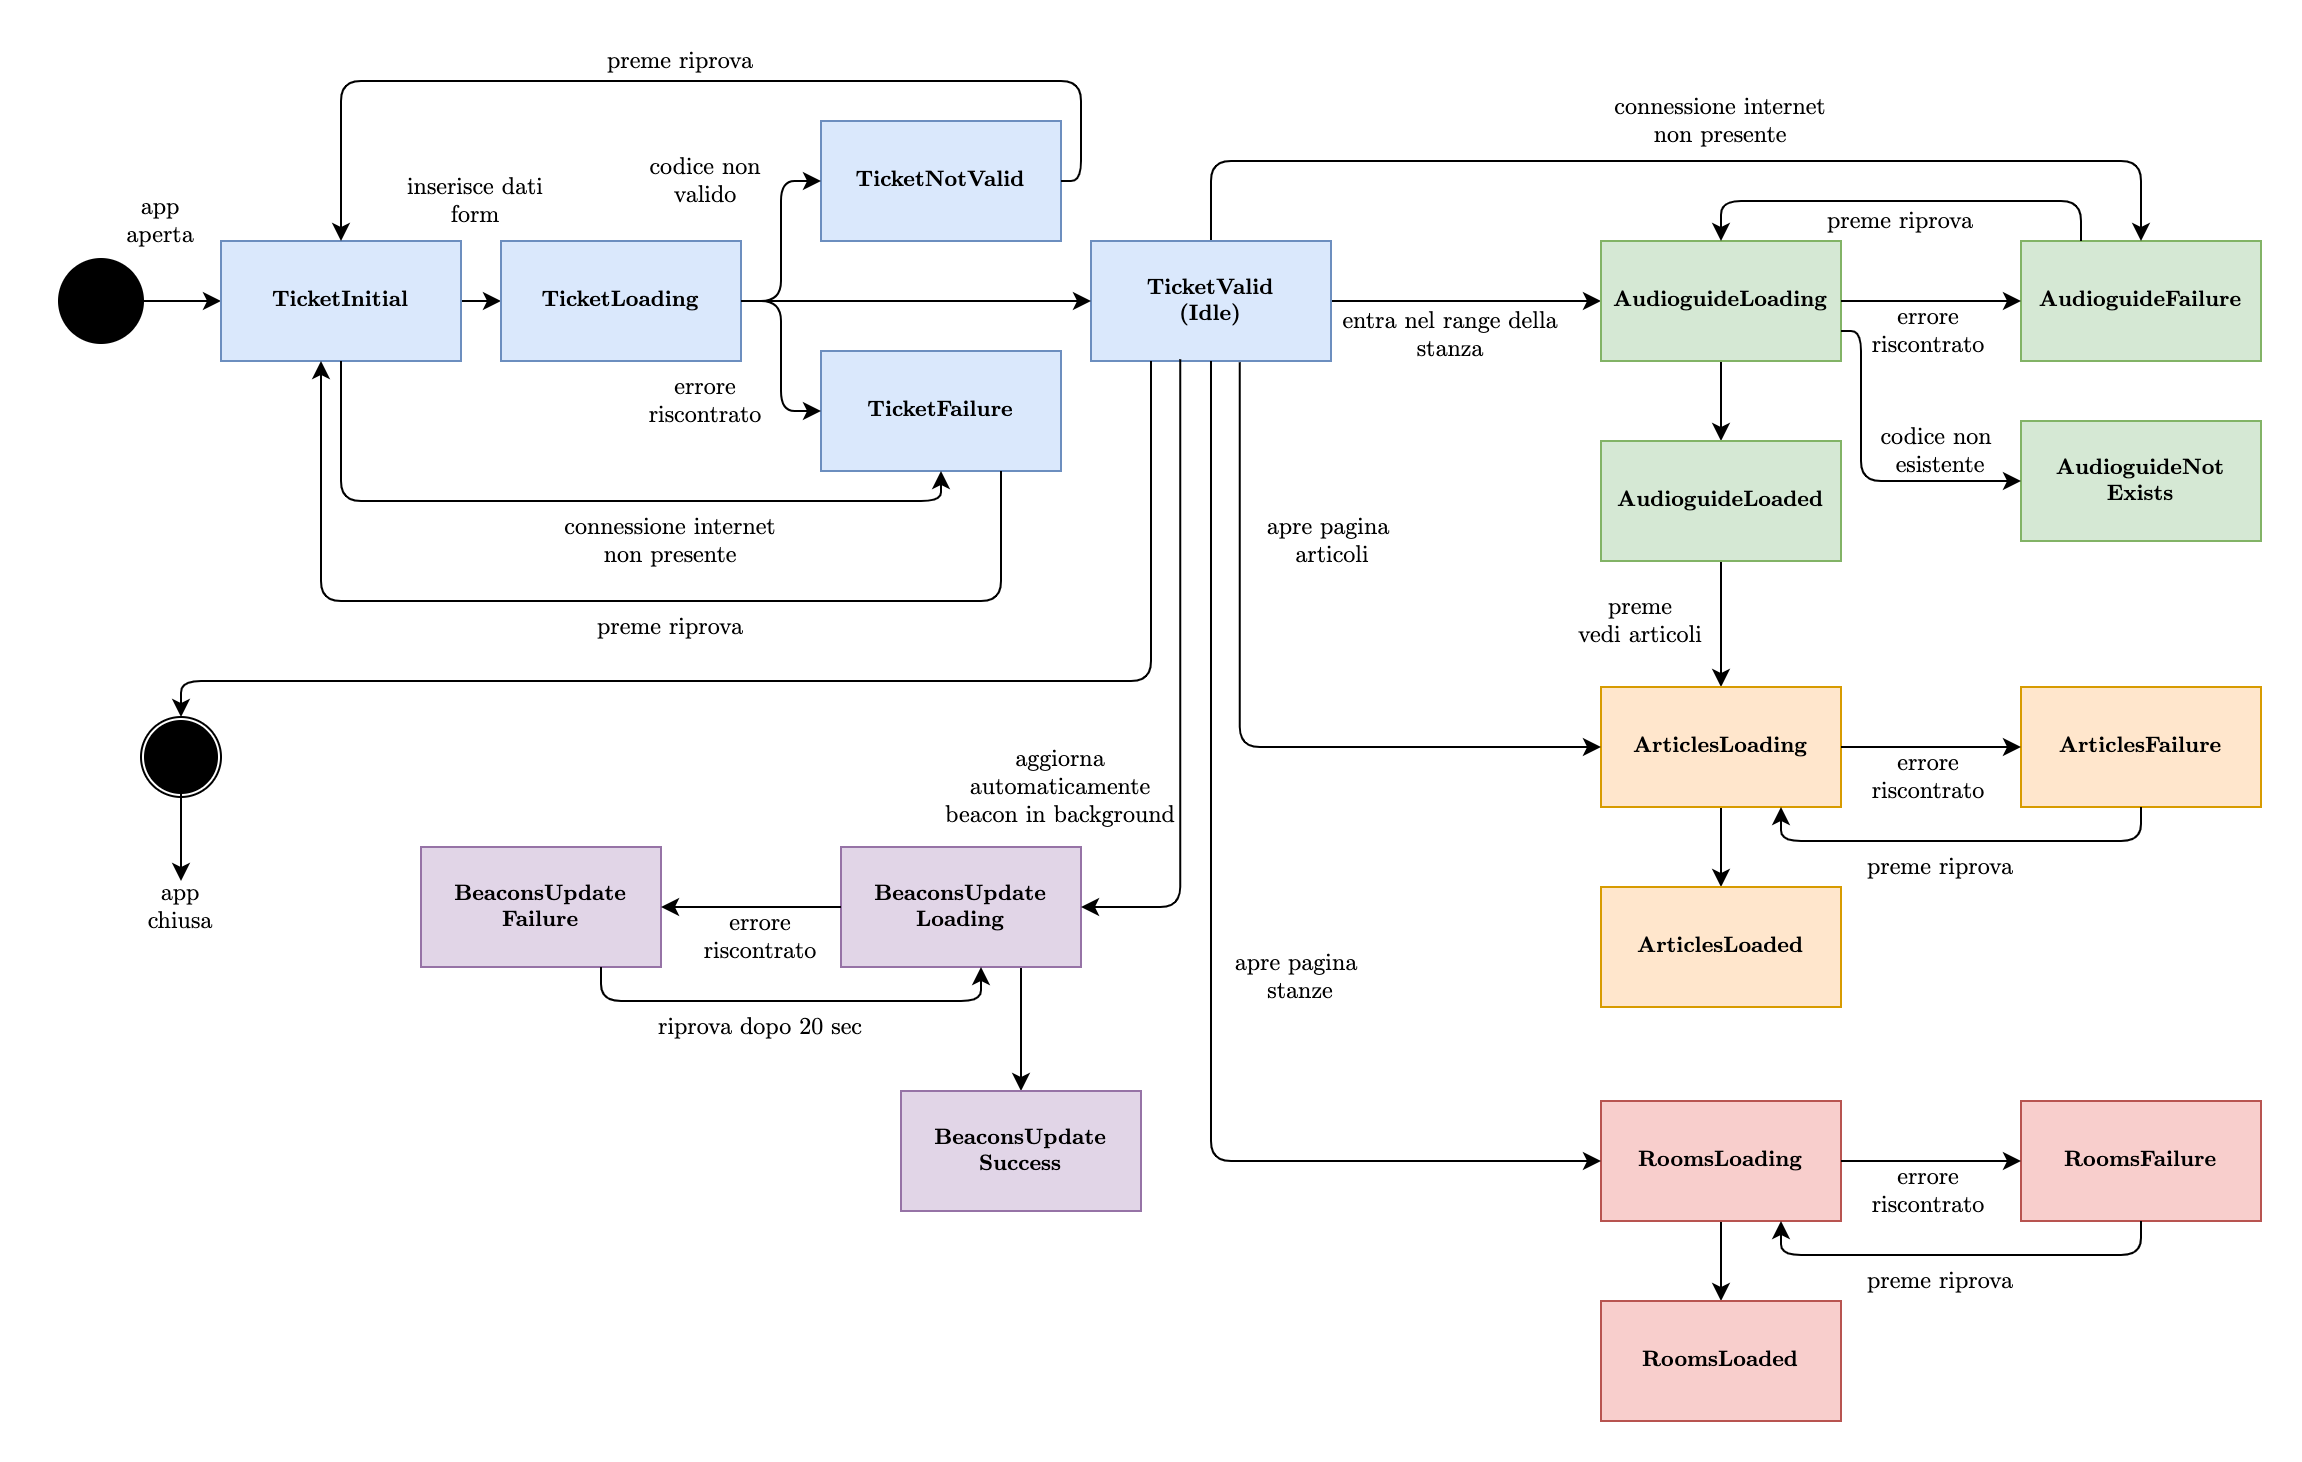 preme riprova
connessione internet
non presente
codice non
valido
TicketNotValid
inserisce dati
form
app
aperta
preme riprova
TicketInitial
TicketLoading
TicketValid
(Idle)
AudioguideLoading
AudioguideFailure
entra nel range della
stanza
errore
riscontrato
errore
riscontrato
TicketFailure
codice non
esistente
AudioguideNot
Exists
AudioguideLoaded
connessione internet
non presente
apre pagina
articoli
preme riprova
preme
vedi articoli
ArticlesLoading
ArticlesFailure
errore
riscontrato
aggiorna
automaticamente
beacon in background
preme riprova
app
chiusa
BeaconsUpdate
Failure
BeaconsUpdate
Loading
errore
riscontrato
ArticlesLoaded
apre pagina
stanze
riprova dopo 20 sec
BeaconsUpdate
Success
RoomsLoading
RoomsFailure
errore
riscontrato
preme riprova
RoomsLoaded